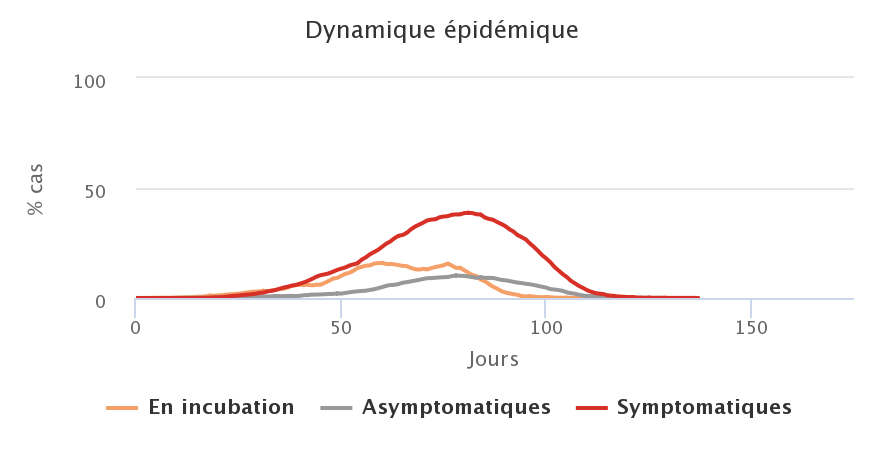 Dynamique épidémique
100
50
0
% cas
0 50 100 150
Jours
En incubation Asymptomatiques Symptomatiques